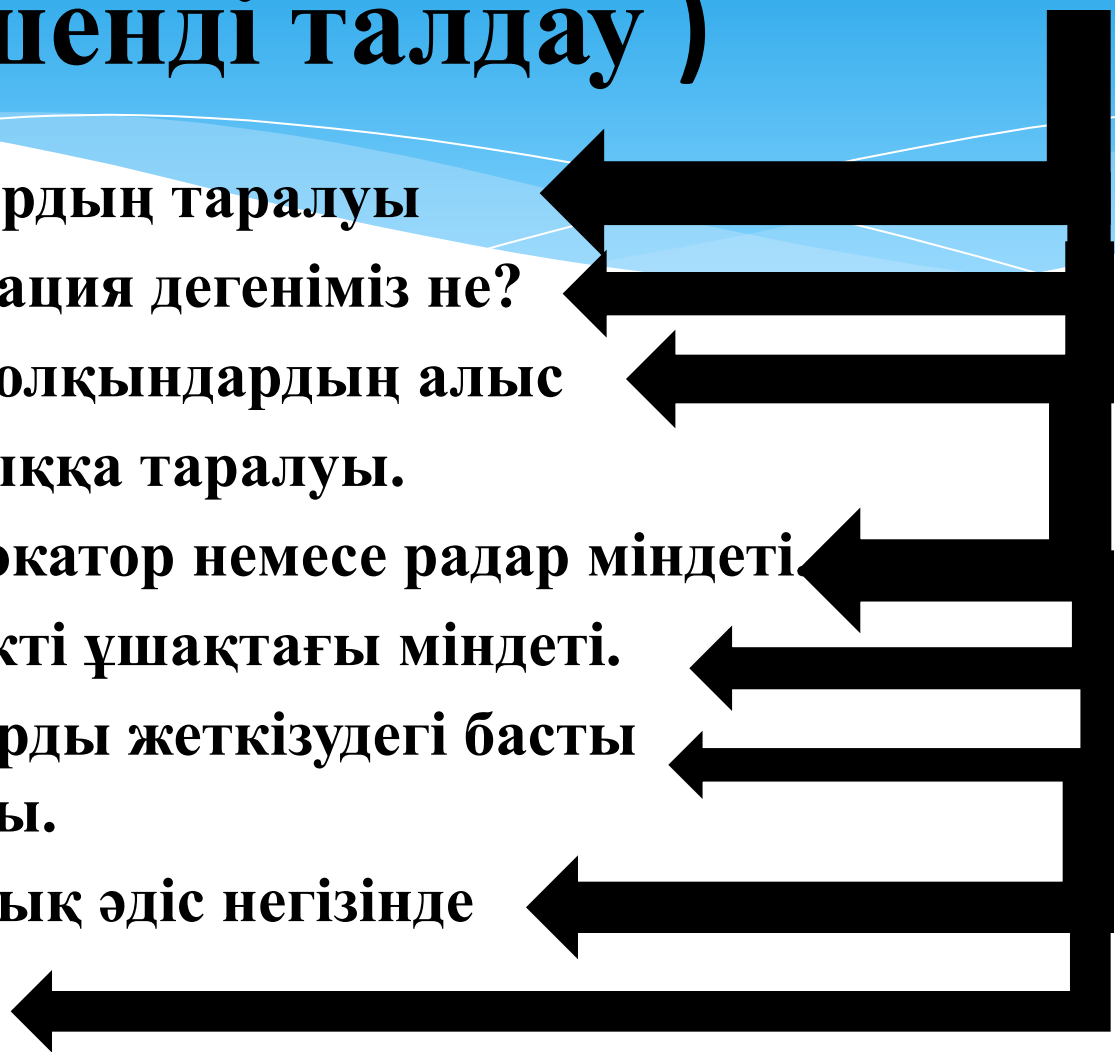 шенді талдау )
рдың таралуы
ация дегеніміз не?
олқындардың алыс
ыққа таралуы.
окатор немесе радар міндеті.
кті ұшақтағы міндеті.
рды жеткізудегі басты
ы.
ық әдіс негізінде